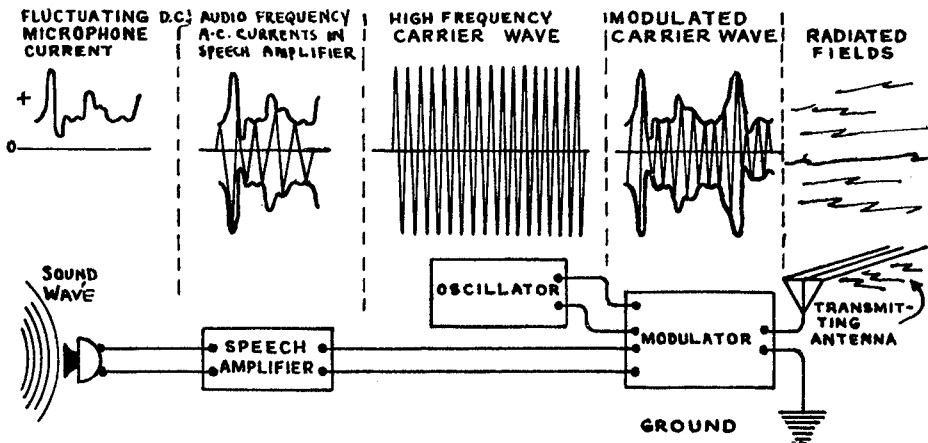 FLUCTUATING D.C.
MICROPHONE
CURRENT
AUDIO FREQUENCY
A-C. CURRENTS IN
SPEECH AMPLIFIER
HIGH FREQUENCY
CARRIER WAVE
MODULATED
CARRIER WAVE
RADIATED
FIELDS
+
0
SOUND
WAVE
SPEECH
AMPLIFIER
OSCILLATOR
MODULATOR
TRANSMIT-
TING
ANTENNA
GROUND